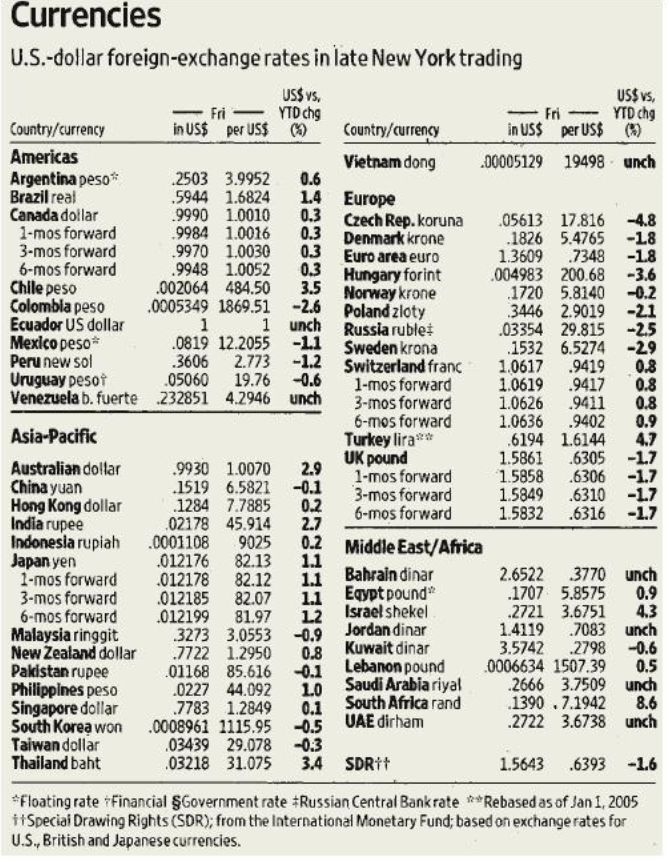 Currencies
U.S.-dollar foreign-exchange rates in late New York trading
US$ vs,
Fri YTD chg
Country/currency in US$ per US$ (%)
Americas
Argentina peso* .2503 3.9952 0.6
Brazil real .5944 1.6824 1.4
Canada dollar .9990 1.0010 0.3
1-mos forward .9984 1.0016 0.3
3-mos forward .9970 1.0030 0.3
6-mos forward .9948 1.0052 0.3
Chile peso .002064 484.50 3.5
Colombia peso .0005349 1869.51 −2.6
Ecuador US dollar 1 1 unch
Mexico peso* .0819 12.2055 −1.1
Peru new sol .3606 2.773 −1.2
Uruguay peso† .05060 19.76 −0.6
Venezuela b. fuerte .232851 4.2946 unch
Asia-Pacific
Australian dollar .9930 1.0070 2.9
China yuan .1519 6.5821 −0.1
Hong Kong dollar .1284 7.7885 0.2
India rupee .02178 45.914 2.7
Indonesia rupiah .0001108 9025 0.2
Japan yen .012176 82.13 1.1
1-mos forward .012178 82.12 1.1
3-mos forward .012185 82.07 1.1
6-mos forward .012199 81.97 1.2
Malaysia ringgit .3273 3.0553 −0.9
New Zealand dollar .7722 1.2950 0.8
Pakistan rupee .01168 85.616 −0.1
Philippines peso .0227 44.092 1.0
Singapore dollar .7783 1.2849 0.1
South Korea won .0008961 1115.95 −0.5
Taiwan dollar .03439 29.078 −0.3
Thailand baht .03218 31.075 3.4
US$ vs,
Fri YTD chg
Country/currency in US$ per US$ (%)
Vietnam dong .00005129 19498 unch
Europe
Czech Rep. koruna .05613 17.816 −4.8
Denmark krone .1826 5.4765 −1.8
Euro area euro 1.3609 .7348 −1.8
Hungary forint .004983 200.68 −3.6
Norway krone .1720 5.8140 −0.2
Poland zloty .3446 2.9019 −2.1
Russia ruble‡ .03354 29.815 −2.5
Sweden krona .1532 6.5274 −2.9
Switzerland franc 1.0617 .9419 0.8
1-mos forward 1.0619 .9417 0.8
3-mos forward 1.0626 .9411 0.8
6-mos forward 1.0636 .9402 0.9
Turkey lira** .6194 1.6144 4.7
UK pound 1.5861 .6305 −1.7
1-mos forward 1.5858 .6306 −1.7
3-mos forward 1.5849 .6310 −1.7
6-mos forward 1.5832 .6316 −1.7
Middle East/Africa
Bahrain dinar 2.6522 .3770 unch
Egypt pound* .1707 5.8575 0.9
Israel shekel .2721 3.6751 4.3
Jordan dinar 1.4119 .7083 unch
Kuwait dinar 3.5742 .2798 −0.6
Lebanon pound .0006634 1507.39 0.5
Saudi Arabia riyal .2666 3.7509 unch
South Africa rand .1390 7.1942 8.6
UAE dirham .2722 3.6738 unch
SDR†† 1.5643 .6393 −1.6
*Floating rate †Financial §Government rate ‡Russian Central Bank rate **Rebased as of Jan 1, 2005
††Special Drawing Rights (SDR); from the International Monetary Fund; based on exchange rates for
U.S., British and Japanese currencies.